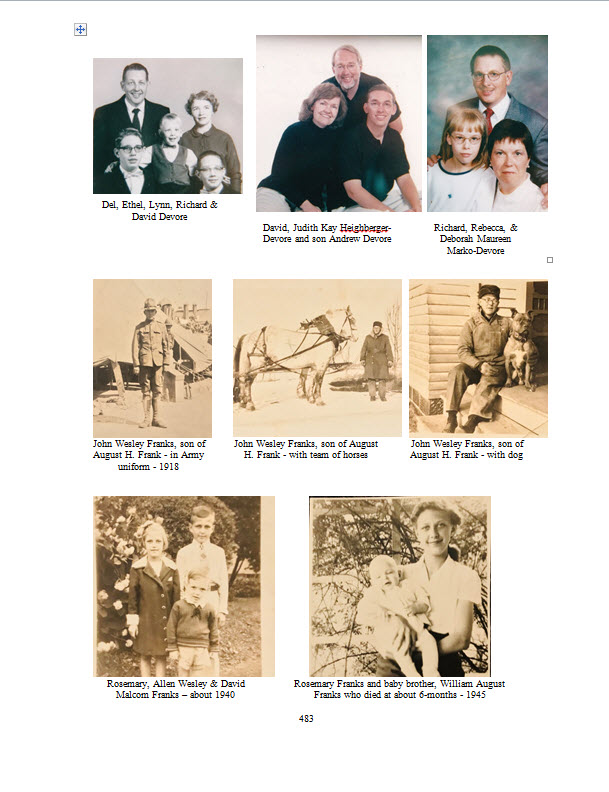 Del, Ethel, Lynn, Richard &
David Devore
David, Judith Kay Heighberger-
Devore and son Andrew Devore
Richard, Rebecca, &
Deborah Maureen
Marko-Devore
John Wesley Franks, son of
August H. Frank - in Army
uniform - 1918
John Wesley Franks, son of August
H. Frank - with team of horses
John Wesley Franks, son of
August H. Frank - with dog
Rosemary, Allen Wesley & David
Malcom Franks – about 1940
Rosemary Franks and baby brother, William August
Franks who died at about 6-months - 1945
483